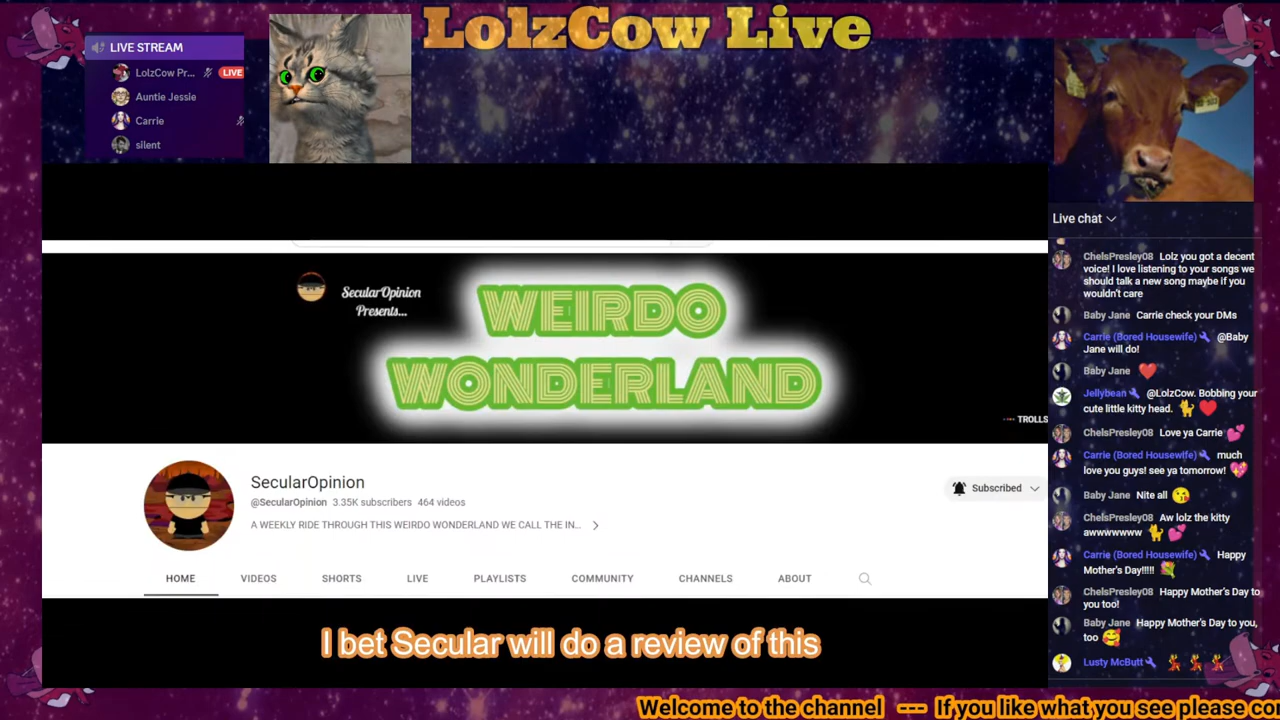 LolzCow Live
LIVE STREAM
LolzCow Pr... LIVE
Auntie Jessie
Carrie
silent
SecularOpinion
Presents...
WEIRDO
WONDERLAND
TROLLS
SecularOpinion
@SecularOpinion 3.35K subscribers 464 videos
A WEEKLY RIDE THROUGH THIS WEIRDO WONDERLAND WE CALL THE IN...
Subscribed
HOME VIDEOS SHORTS LIVE PLAYLISTS COMMUNITY CHANNELS ABOUT
I bet Secular will do a review of this
Live chat
ChelsPresley08 Lolz you got a decent
voice! I love listening to your songs we
should talk a new song maybe if you
wouldn't care
Baby Jane Carrie check your DMs
Carrie (Bored Housewife) @Baby
Jane will do!
Baby Jane ❤️
Jellybean @LolzCow. Bobbing your
cute little kitty head. 🐈 ❤️
ChelsPresley08 Love ya Carrie 💕
Carrie (Bored Housewife) much
love you guys! see ya tomorrow! 💖
Baby Jane Nite all 😘
ChelsPresley08 Aw lolz the kitty
awwwwwww 🐈 💕
Carrie (Bored Housewife) Happy
Mother's Day!!!!! 💐
ChelsPresley08 Happy Mother's Day to
you too!
Baby Jane Happy Mother's Day to you,
too 🥰
Lusty McButt 💃 💃 💃
Welcome to the channel --- If you like what you see please co